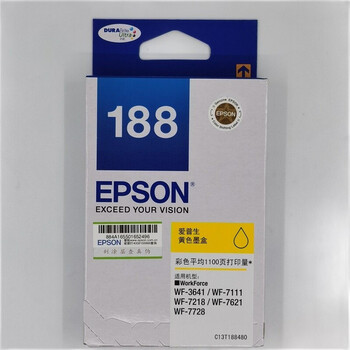 DURABrite
Ultra
EPSON
188
EPSON
EXCEED YOUR VISION
爱普生
黄色墨盒
EPSON
彩色平均1100页打印量*
适用机型:
■WorkForce
WF-3641 / WF-7111
WF-7218 / WF-7621
WF-7728
C13T188480